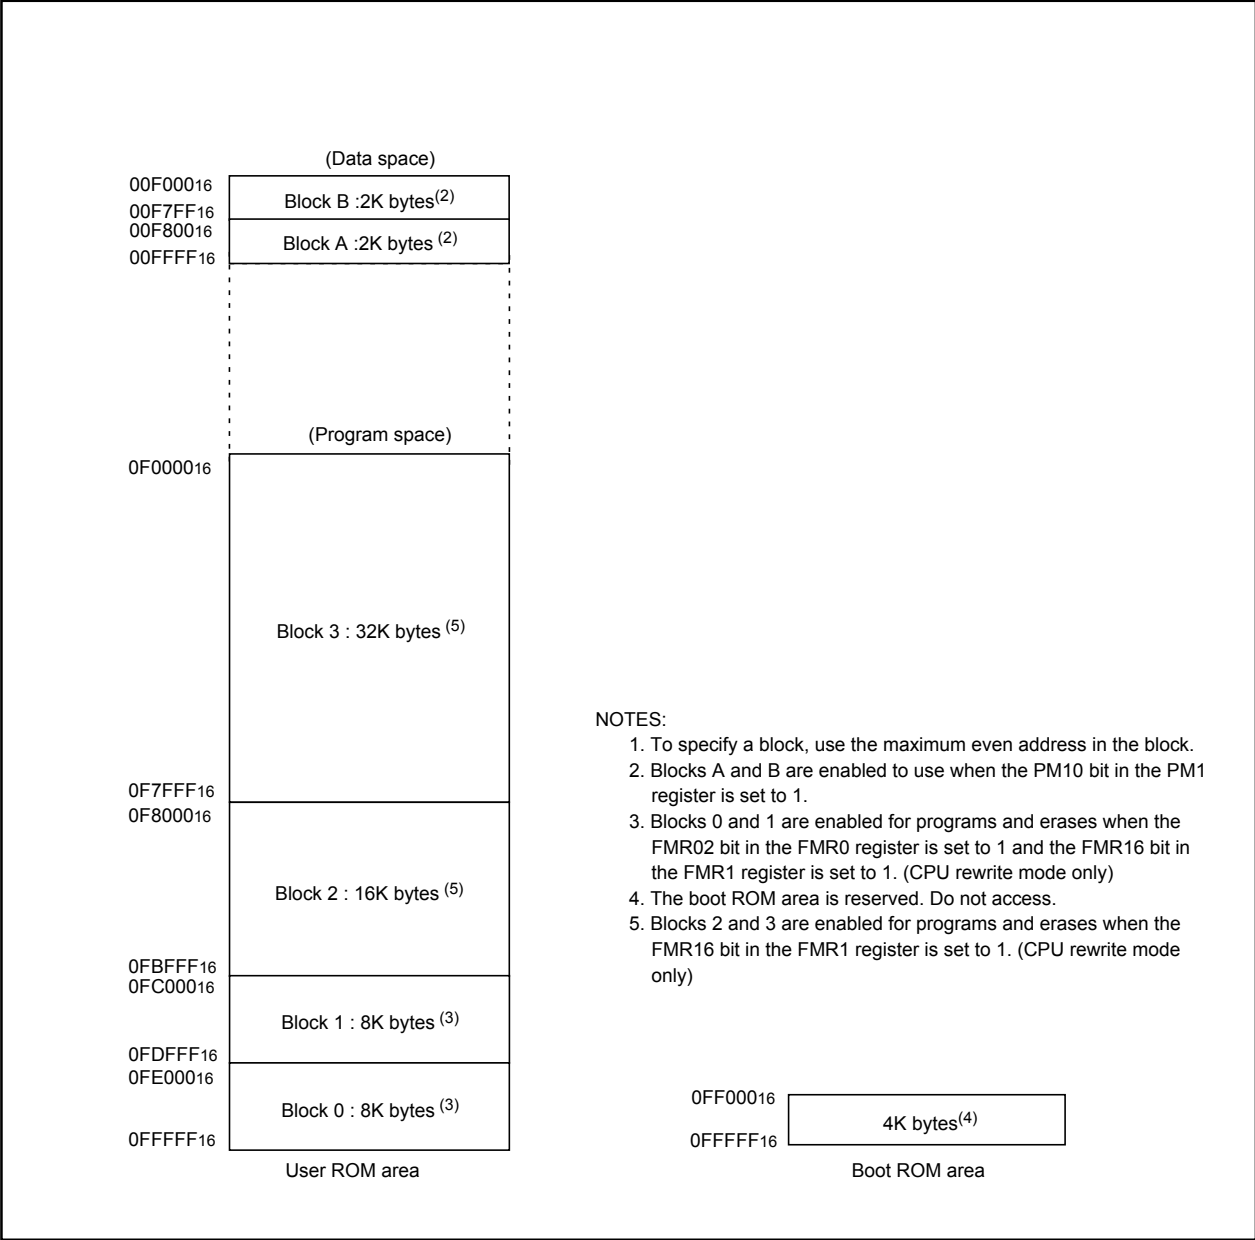 (Data space)
00F00016
Block B :2K bytes(2)
00F7FF16
00F80016
Block A :2K bytes (2)
00FFFF16
(Program space)
0F000016
Block 3 : 32K bytes (5)
0F7FFF16
0F800016
Block 2 : 16K bytes (5)
0FBFFF16
0FC00016
Block 1 : 8K bytes (3)
0FDFFF16
0FE00016
Block 0 : 8K bytes (3)
0FFFFF16
User ROM area
NOTES:
1. To specify a block, use the maximum even address in the block.
2. Blocks A and B are enabled to use when the PM10 bit in the PM1
register is set to 1.
3. Blocks 0 and 1 are enabled for programs and erases when the
FMR02 bit in the FMR0 register is set to 1 and the FMR16 bit in
the FMR1 register is set to 1. (CPU rewrite mode only)
4. The boot ROM area is reserved. Do not access.
5. Blocks 2 and 3 are enabled for programs and erases when the
FMR16 bit in the FMR1 register is set to 1. (CPU rewrite mode
only)
0FF00016
4K bytes(4)
0FFFFF16
Boot ROM area